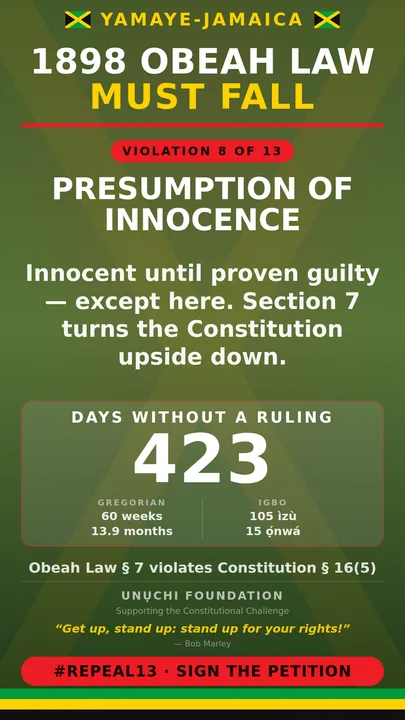 YAMAYE-JAMAICA
1898 OBEAH LAW
MUST FALL
VIOLATION 8 OF 13
PRESUMPTION OF
INNOCENCE
Innocent until proven guilty
— except here. Section 7
turns the Constitution
upside down.
DAYS WITHOUT A RULING
423
GREGORIAN
60 weeks
13.9 months
IGBO
105 ìzù
15 ọ́nwá
Obeah Law § 7 violates Constitution § 16(5)
UNỤCHI FOUNDATION
Supporting the Constitutional Challenge
“Get up, stand up: stand up for your rights!”
— Bob Marley
#REPEAL13 · SIGN THE PETITION